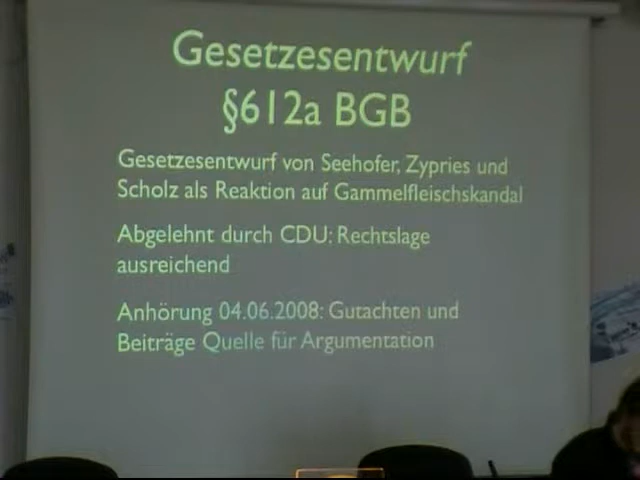 Gesetzesentwurf
§612a BGB
Gesetzesentwurf von Seehofer, Zypries und
Scholz als Reaktion auf Gammelfleischskandal
Abgelehnt durch CDU: Rechtslage
ausreichend
Anhörung 04.06.2008: Gutachten und
Beiträge Quelle für Argumentation